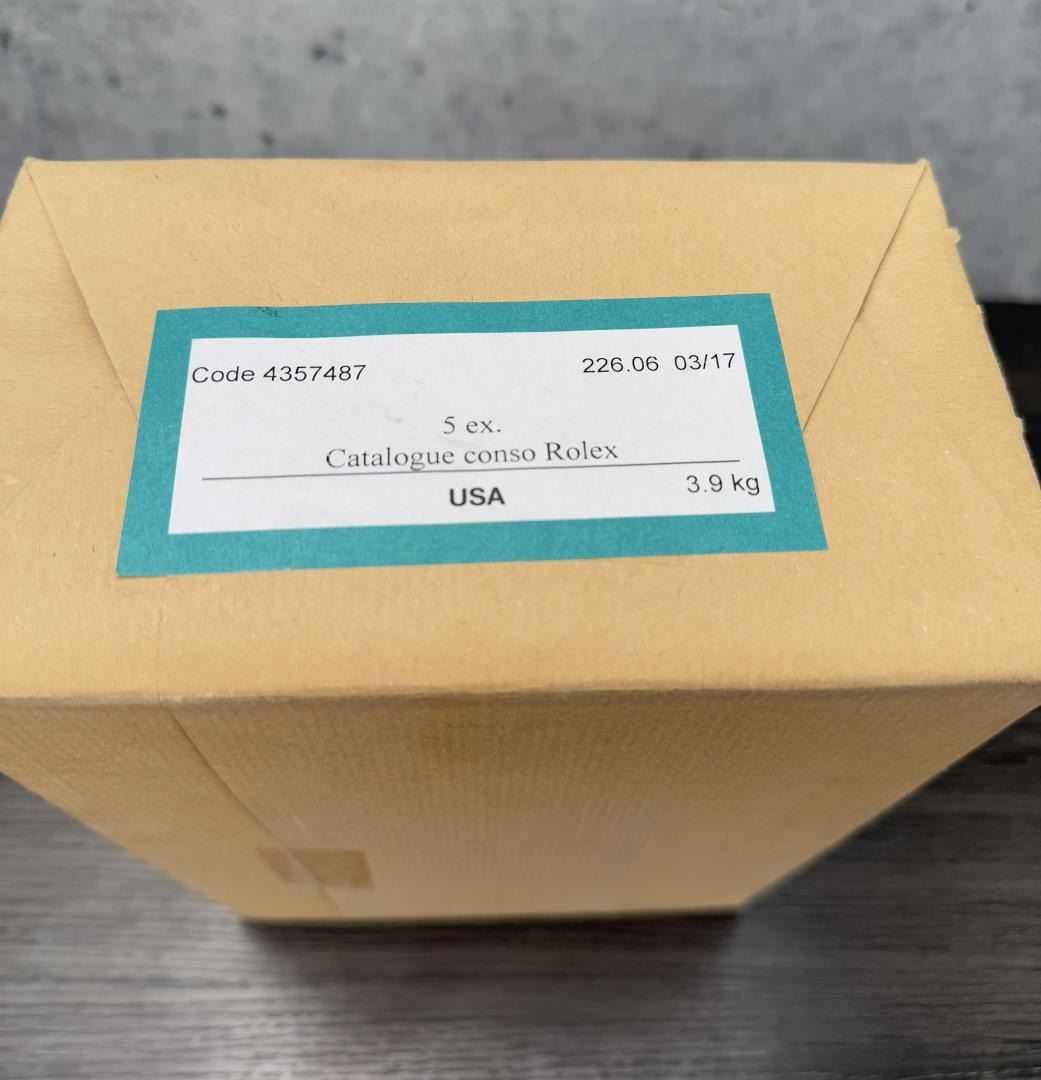 Code 4357487 226.06 03/17
5 ex.
Catalogue conso Rolex
USA 3.9 kg